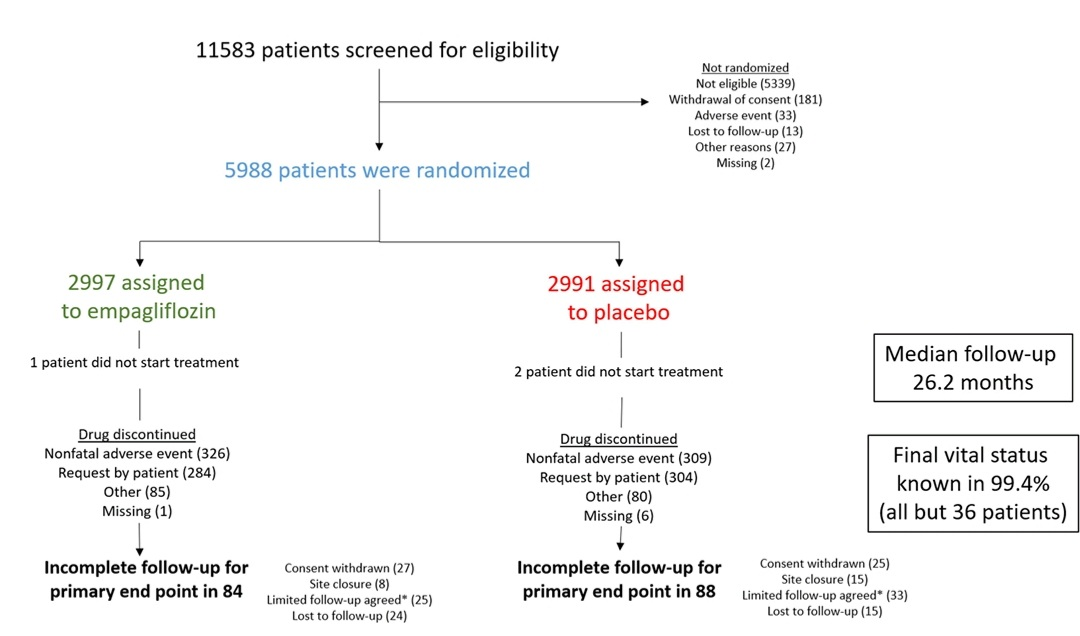 11583 patients screened for eligibility
Not randomized
Not eligible (5339)
Withdrawal of consent (181)
Adverse event (33)
Lost to follow-up (13)
Other reasons (27)
Missing (2)
5988 patients were randomized
2997 assigned
to empagliflozin
2991 assigned
to placebo
1 patient did not start treatment
2 patient did not start treatment
Median follow-up
26.2 months
Drug discontinued
Nonfatal adverse event (326)
Request by patient (284)
Other (85)
Missing (1)
Drug discontinued
Nonfatal adverse event (309)
Request by patient (304)
Other (80)
Missing (6)
Final vital status
known in 99.4%
(all but 36 patients)
Incomplete follow-up for
primary end point in 84
Consent withdrawn (27)
Site closure (8)
Limited follow-up agreed* (25)
Lost to follow-up (24)
Incomplete follow-up for
primary end point in 88
Consent withdrawn (25)
Site closure (15)
Limited follow-up agreed* (33)
Lost to follow-up (15)